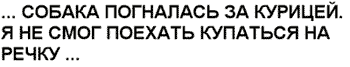 ... СОБАКА ПОГНАЛАСЬ ЗА КУРИЦЕЙ.
Я НЕ СМОГ ПОЕХАТЬ КУПАТЬСЯ НА
РЕЧКУ ...